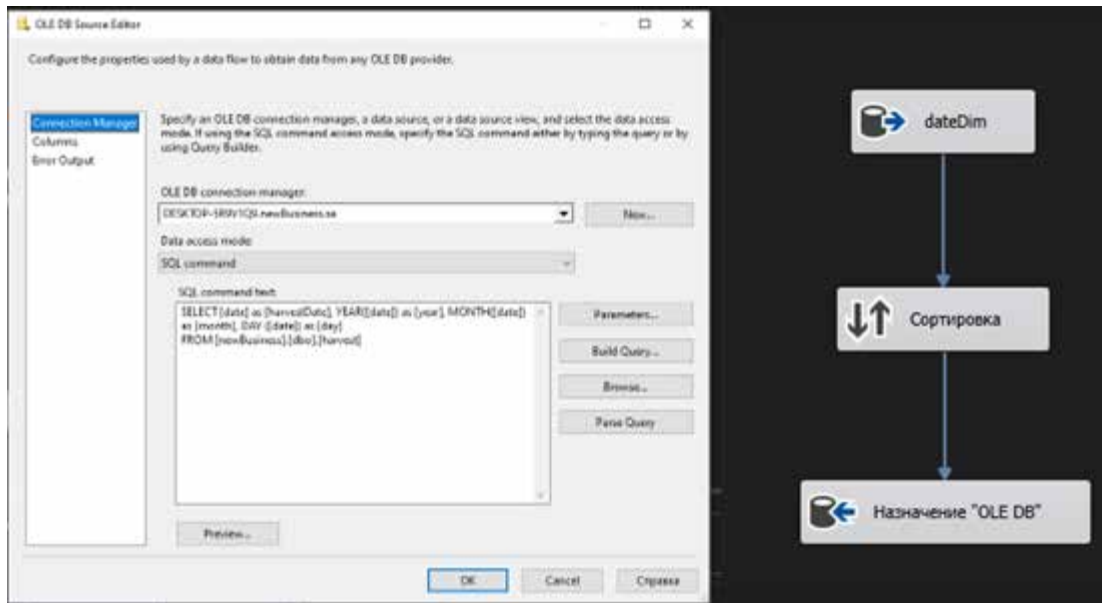 OLE DB Source Editor
Configure the properties used by a data flow to obtain data from any OLE DB provider.
Connection Manager
Columns
Error Output
Specify an OLE DB connection manager, a data source, or a data source view, and select the data access
mode. If using the SQL command access mode, specify the SQL command either by typing the query or by
using Query Builder.
OLE DB connection manager:
newBusiness.sa
New...
Data access mode:
SQL command
SQL command text:
SELECT [date] as [harvestDate], YEAR([date]) as [year], MONTH([date])
as [month], DAY ([date]) as [day]
FROM [newBusiness].[dbo].[harvest]
Parameters...
Build Query...
Browse...
Parse Query
Preview...
OK
Cancel
Справка
dateDim
Сортировка
Назначение "OLE DB"